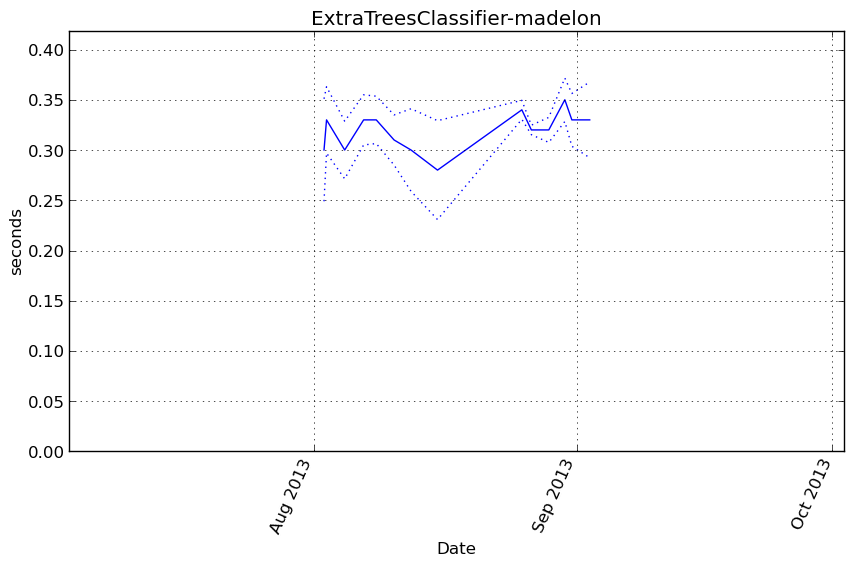 ExtraTreesClassifier-madelon
0.40
0.35
0.30
0.25
0.20
0.15
0.10
0.05
0.00
seconds
Aug 2013
Sep 2013
Oct 2013
Date